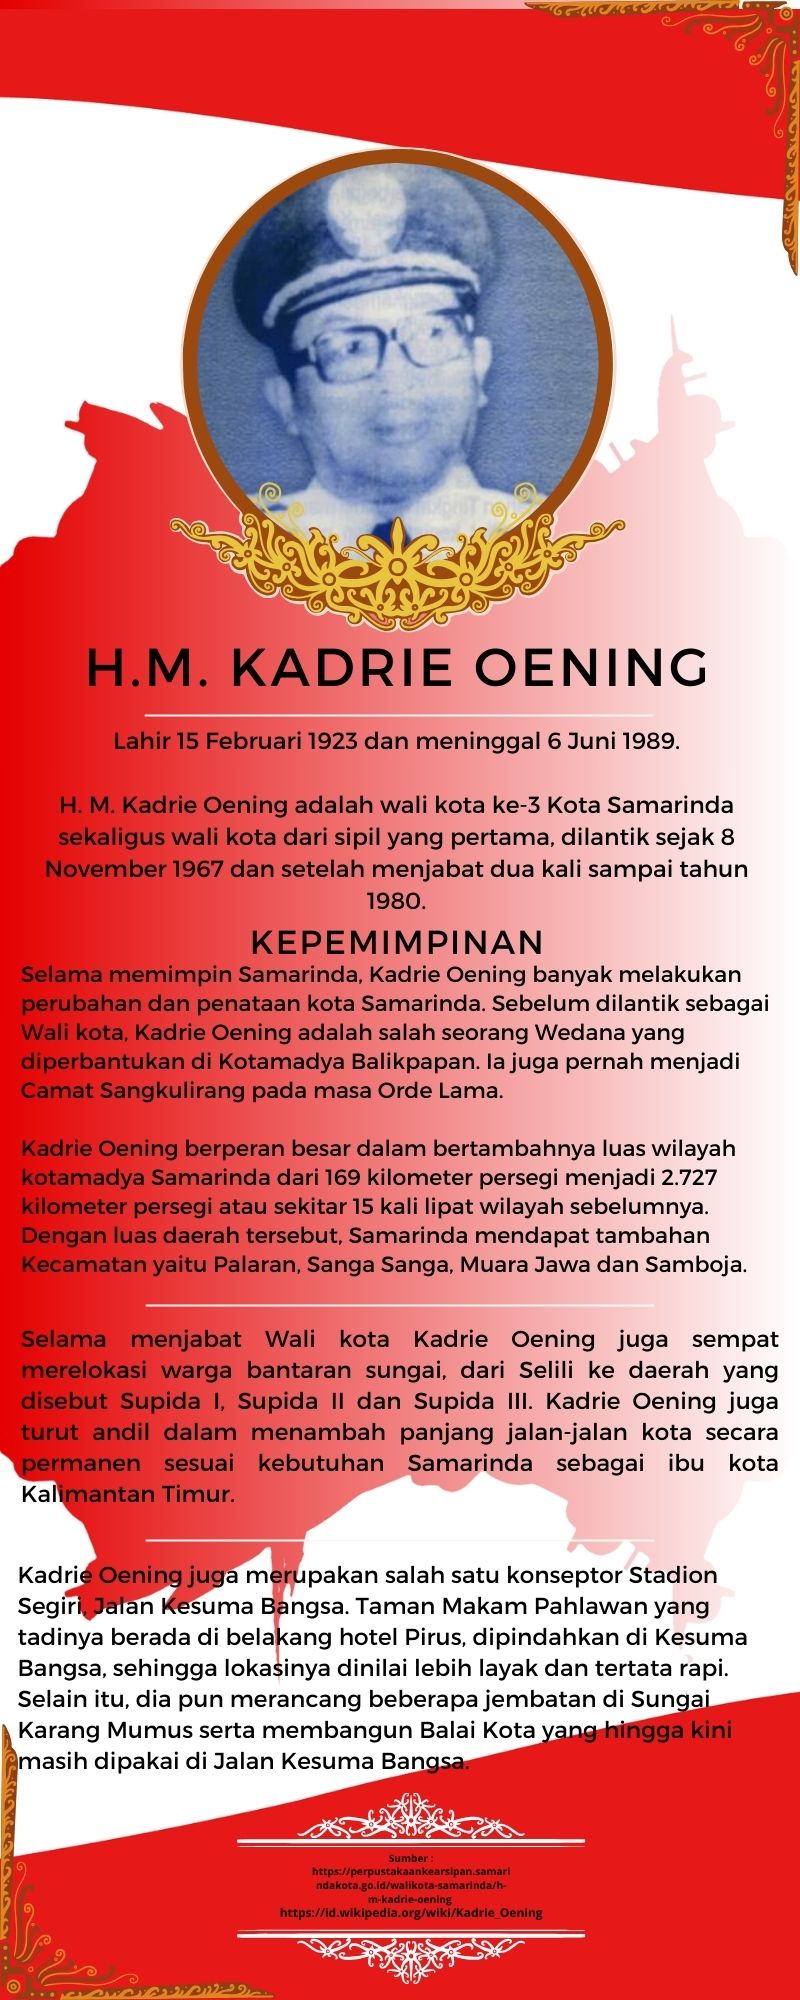 H.M. KADRIE OENING
Lahir 15 Februari 1923 dan meninggal 6 Juni 1989.
H. M. Kadrie Oening adalah wali kota ke-3 Kota Samarinda
sekaligus wali kota dari sipil yang pertama, dilantik sejak 8
November 1967 dan setelah menjabat dua kali sampai tahun
1980.
KEPEMIMPINAN
Selama memimpin Samarinda, Kadrie Oening banyak melakukan
perubahan dan penataan kota Samarinda. Sebelum dilantik sebagai
Wali kota, Kadrie Oening adalah salah seorang Wedana yang
diperbantukan di Kotamadya Balikpapan. Ia juga pernah menjadi
Camat Sangkulirang pada masa Orde Lama.
Kadrie Oening berperan besar dalam bertambahnya luas wilayah
kotamadya Samarinda dari 169 kilometer persegi menjadi 2.727
kilometer persegi atau sekitar 15 kali lipat wilayah sebelumnya.
Dengan luas daerah tersebut, Samarinda mendapat tambahan
Kecamatan yaitu Palaran, Sanga Sanga, Muara Jawa dan Samboja.
Selama menjabat Wali kota Kadrie Oening juga sempat
merelokasi warga bantaran sungai, dari Selili ke daerah yang
disebut Supida I, Supida II dan Supida III. Kadrie Oening juga
turut andil dalam menambah panjang jalan-jalan kota secara
permanen sesuai kebutuhan Samarinda sebagai ibu kota
Kalimantan Timur.
Kadrie Oening juga merupakan salah satu konseptor Stadion
Segiri, Jalan Kesuma Bangsa. Taman Makam Pahlawan yang
tadinya berada di belakang hotel Pirus, dipindahkan di Kesuma
Bangsa, sehingga lokasinya dinilai lebih layak dan tertata rapi.
Selain itu, dia pun merancang beberapa jembatan di Sungai
Karang Mumus serta membangun Balai Kota yang hingga kini
masih dipakai di Jalan Kesuma Bangsa.
Sumber :
https://perpustakaankearsipan.samari
ndakota.go.id/walikota-samarinda/h-
m-kadrie-oening
https://id.wikipedia.org/wiki/Kadrie_Oening